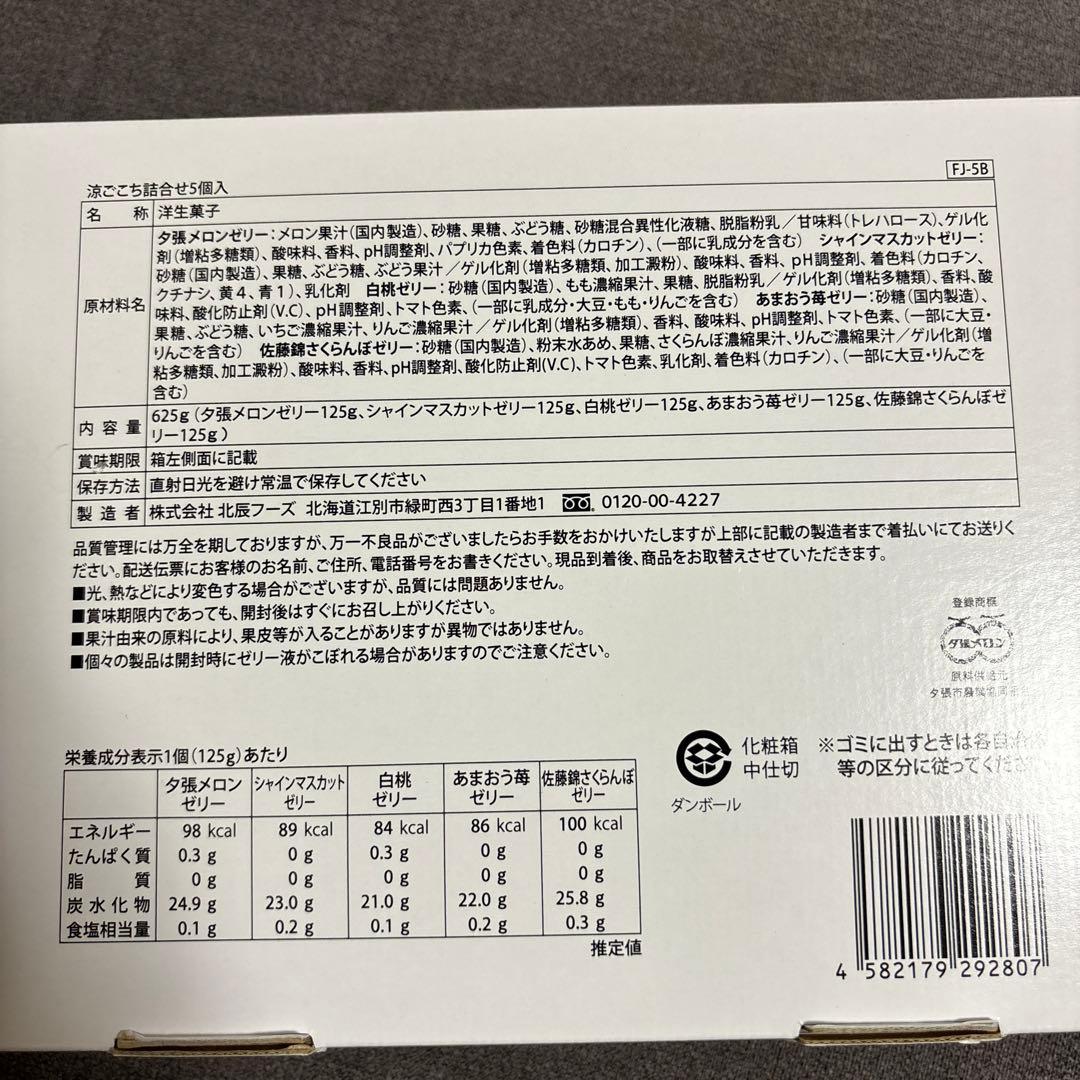 涼ごこち詰合せ5個入
FJ-5B
名称 洋生菓子
原材料名
夕張メロンゼリー：メロン果汁（国内製造）、砂糖、果糖、ぶどう糖、砂糖混合異性化液糖、脱脂粉乳／甘味料（トレハロース）、ゲル化
剤（増粘多糖類）、酸味料、香料、pH調整剤、パプリカ色素、着色料（カロチン）、（一部に乳成分を含む） シャインマスカットゼリー：
砂糖（国内製造）、果糖、ぶどう糖、ぶどう果汁／ゲル化剤（増粘多糖類、加工澱粉）、酸味料、香料、pH調整剤、着色料（カロチン、
クチナシ、黄４、青１）、乳化剤 白桃ゼリー：砂糖（国内製造）、もも濃縮果汁、果糖、脱脂粉乳／ゲル化剤（増粘多糖類）、香料、酸
味料、酸化防止剤（V.C）、pH調整剤、トマト色素、（一部に乳成分・大豆・もも・りんごを含む） あまおう苺ゼリー：砂糖（国内製造）、
果糖、ぶどう糖、いちご濃縮果汁、りんご濃縮果汁／ゲル化剤（増粘多糖類）、香料、酸味料、pH調整剤、トマト色素、（一部に大豆・
りんごを含む） 佐藤錦さくらんぼゼリー：砂糖（国内製造）、粉末水あめ、果糖、さくらんぼ濃縮果汁、りんご濃縮果汁／ゲル化剤（増
粘多糖類、加工澱粉）、酸味料、香料、pH調整剤、酸化防止剤（V.C）、トマト色素、乳化剤、着色料（カロチン）、（一部に大豆・りんごを
含む）
内容量 625g（夕張メロンゼリー125g、シャインマスカットゼリー125g、白桃ゼリー125g、あまおう苺ゼリー125g、佐藤錦さくらんぼゼ
リー125g）
賞味期限 箱左側面に記載
保存方法 直射日光を避け常温で保存してください
製造者 株式会社 北辰フーズ 北海道江別市緑町西3丁目1番地1 0120-00-4227
品質管理には万全を期しておりますが、万一不良品がございましたらお手数をおかけいたしますが上部に記載の製造者まで着払いにてお送りく
ださい。配送伝票にお客様のお名前、ご住所、電話番号をお書きください。現品到着後、商品をお取替えさせていただきます。
■光、熱などにより変色する場合がございますが、品質には問題ありません。
■賞味期限内であっても、開封後はすぐにお召し上がりください。
■果汁由来の原料により、果皮等が入ることがありますが異物ではありません。
■個々の製品は開封時にゼリー液がこぼれる場合がありますのでご注意ください。
登録商標
夕張メロン
原料供給元
夕張市農業協同組合
化粧箱
中仕切
ダンボール
※ゴミに出すときは各自治体
等の区分に従ってくださ
栄養成分表示1個（125g）あたり
夕張メロンゼリー シャインマスカットゼリー 白桃ゼリー あまおう苺ゼリー 佐藤錦さくらんぼゼリー
エネルギー 98 kcal 89 kcal 84 kcal 86 kcal 100 kcal
たんぱく質 0.3 g 0 g 0.3 g 0 g 0 g
脂質 0 g 0 g 0 g 0 g 0 g
炭水化物 24.9 g 23.0 g 21.0 g 22.0 g 25.8 g
食塩相当量 0.1 g 0.2 g 0.1 g 0.2 g 0.3 g
推定値
4 582179 292807